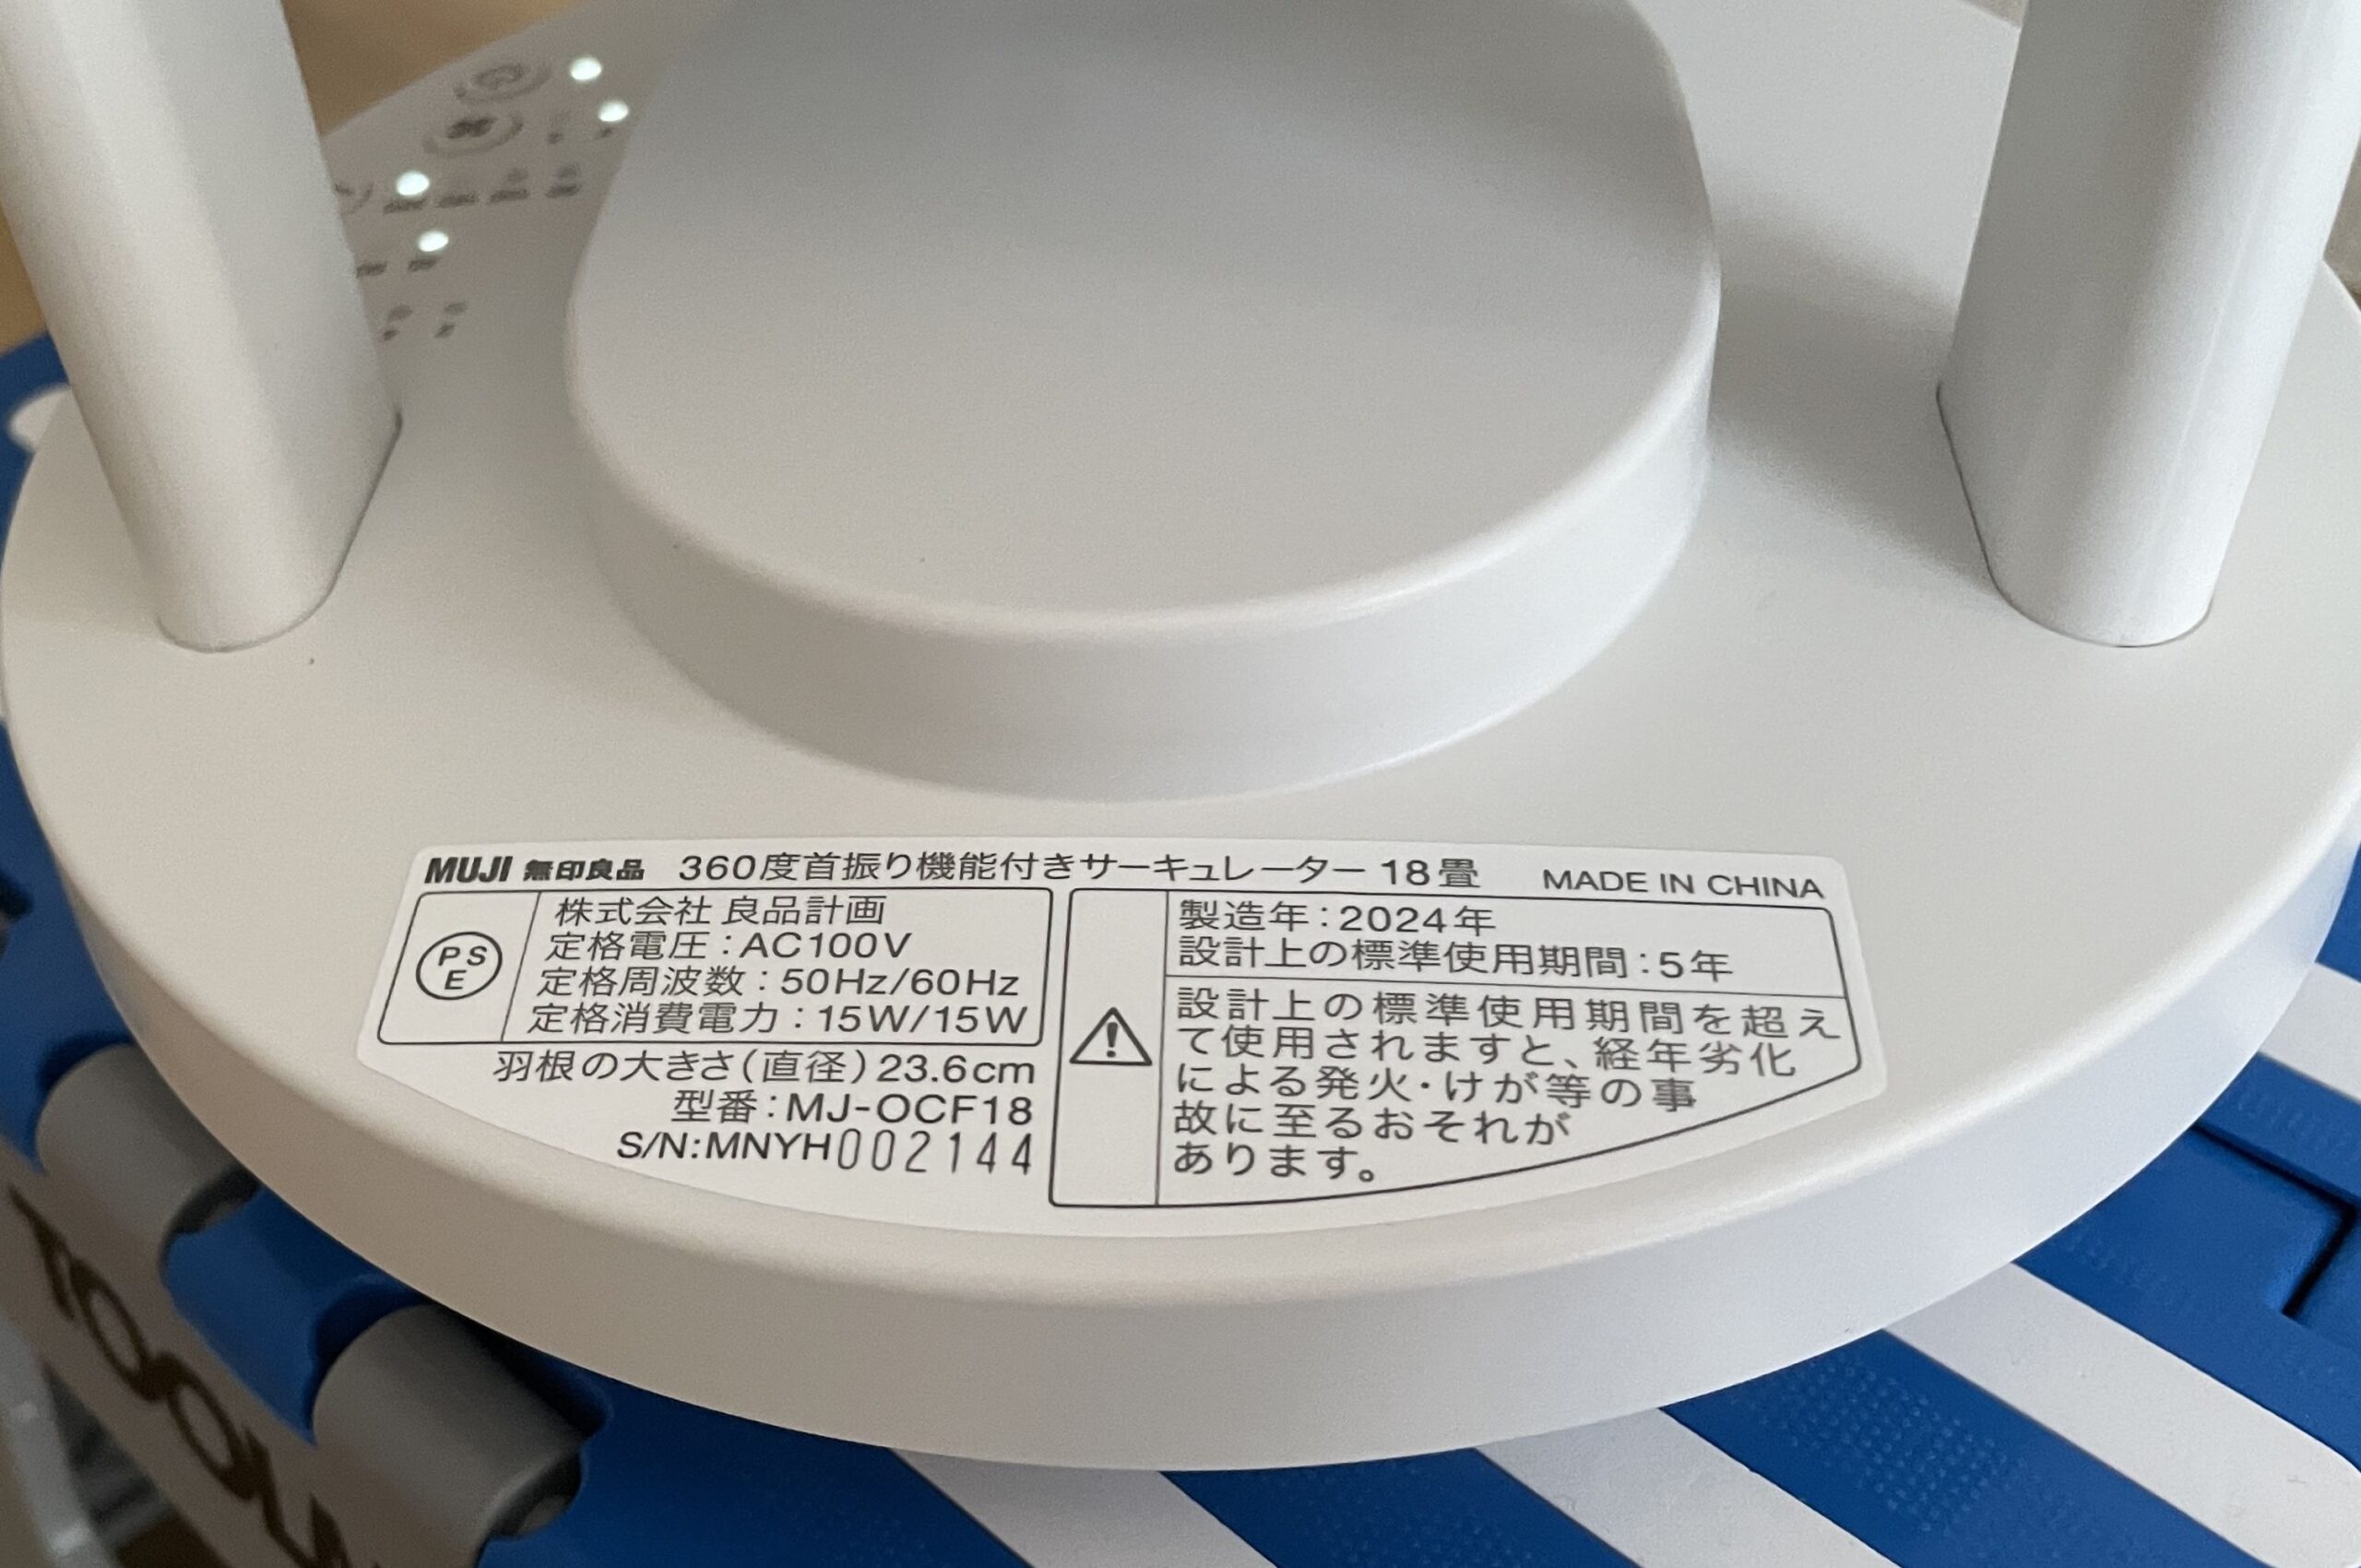 MUJI 無印良品 360度首振り機能付きサーキュレーター 18畳 MADE IN CHINA
PS
E
株式会社 良品計画
定格電圧：AC100V
定格周波数：50Hz/60Hz
定格消費電力：15W/15W
羽根の大きさ(直径)23.6cm
型番：MJ-OCF18
S/N:MNYH002144
製造年：2024年
設計上の標準使用期間：5年
設計上の標準使用期間を超え
て使用されますと、経年劣化
による発火・けが等の事
故に至るおそれが
あります。